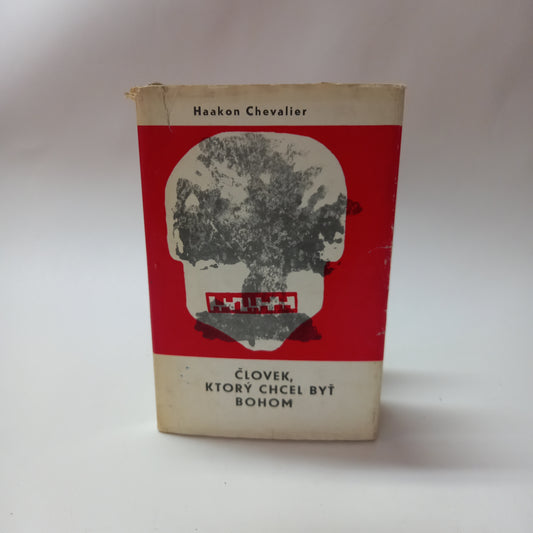 Haakon Chevalier
ČLOVEK,
KTORÝ CHCEL BYŤ
BOHOM